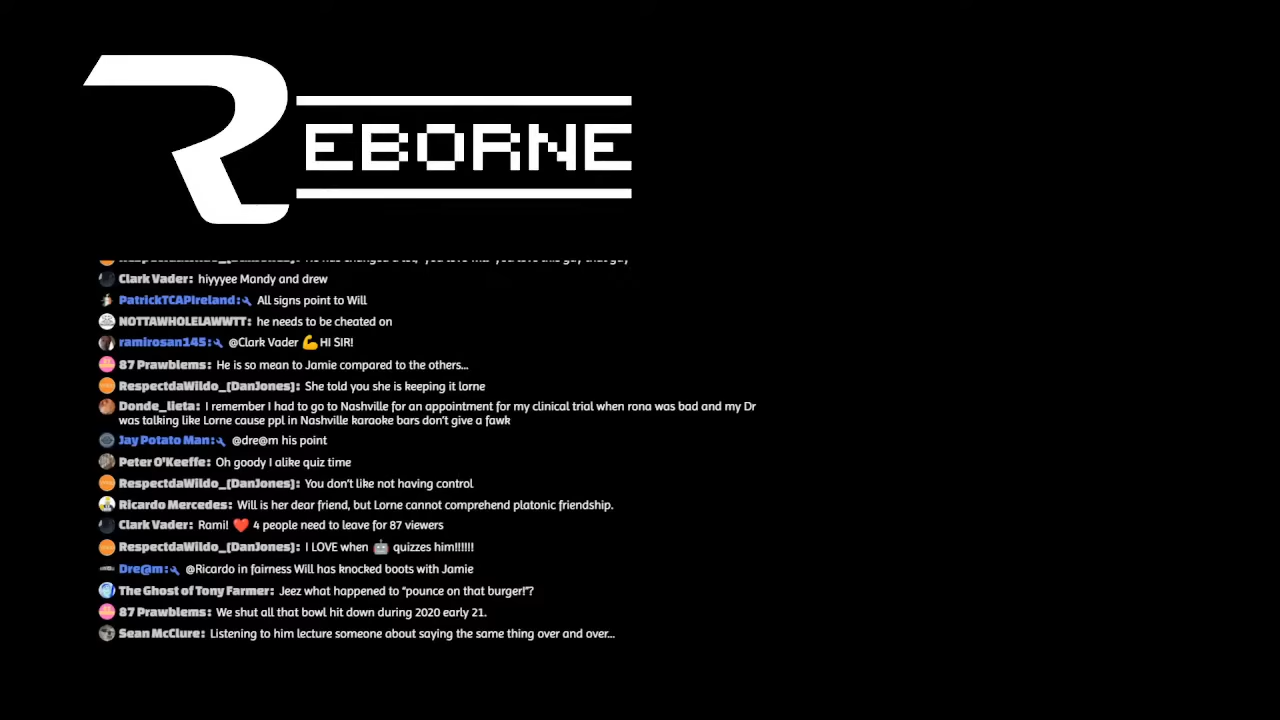 REBORNE
Clark Vader: hiyyyee Mandy and drew
PatrickTCAPIreland: All signs point to Will
NOTTAWHOLELAWWTT: he needs to be cheated on
ramirosan145: @Clark Vader 💪 HI SIR!
87 Prawblems: He is so mean to Jamie compared to the others...
RespectdaWildo_(DanJones): She told you she is keeping it lorne
Donde_lieta: I remember I had to go to Nashville for an appointment for my clinical trial when rona was bad and my Dr
was talking like Lorne cause ppl in Nashville karaoke bars don't give a fawk
Jay Potato Man: @dre@m his point
Peter O'Keeffe: Oh goody I alike quiz time
RespectdaWildo_(DanJones): You don't like not having control
Ricardo Mercedes: Will is her dear friend, but Lorne cannot comprehend platonic friendship.
Clark Vader: Rami! ❤️ 4 people need to leave for 87 viewers
RespectdaWildo_(DanJones): I LOVE when 🤖 quizzes him!!!!!!
Dre@m: @Ricardo in fairness Will has knocked boots with Jamie
The Ghost of Tony Farmer: Jeez what happened to "pounce on that burger!"?
87 Prawblems: We shut all that bowl hit down during 2020 early 21.
Sean McClure: Listening to him lecture someone about saying the same thing over and over...